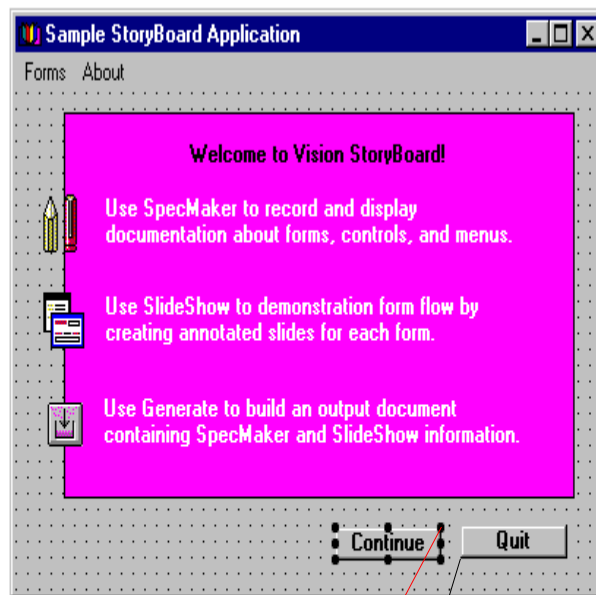 Sample StoryBoard Application
Forms About
Welcome to Vision StoryBoard!
Use SpecMaker to record and display
documentation about forms, controls, and menus.
Use SlideShow to demonstration form flow by
creating annotated slides for each form.
Use Generate to build an output document
containing SpecMaker and SlideShow information.
Continue Quit